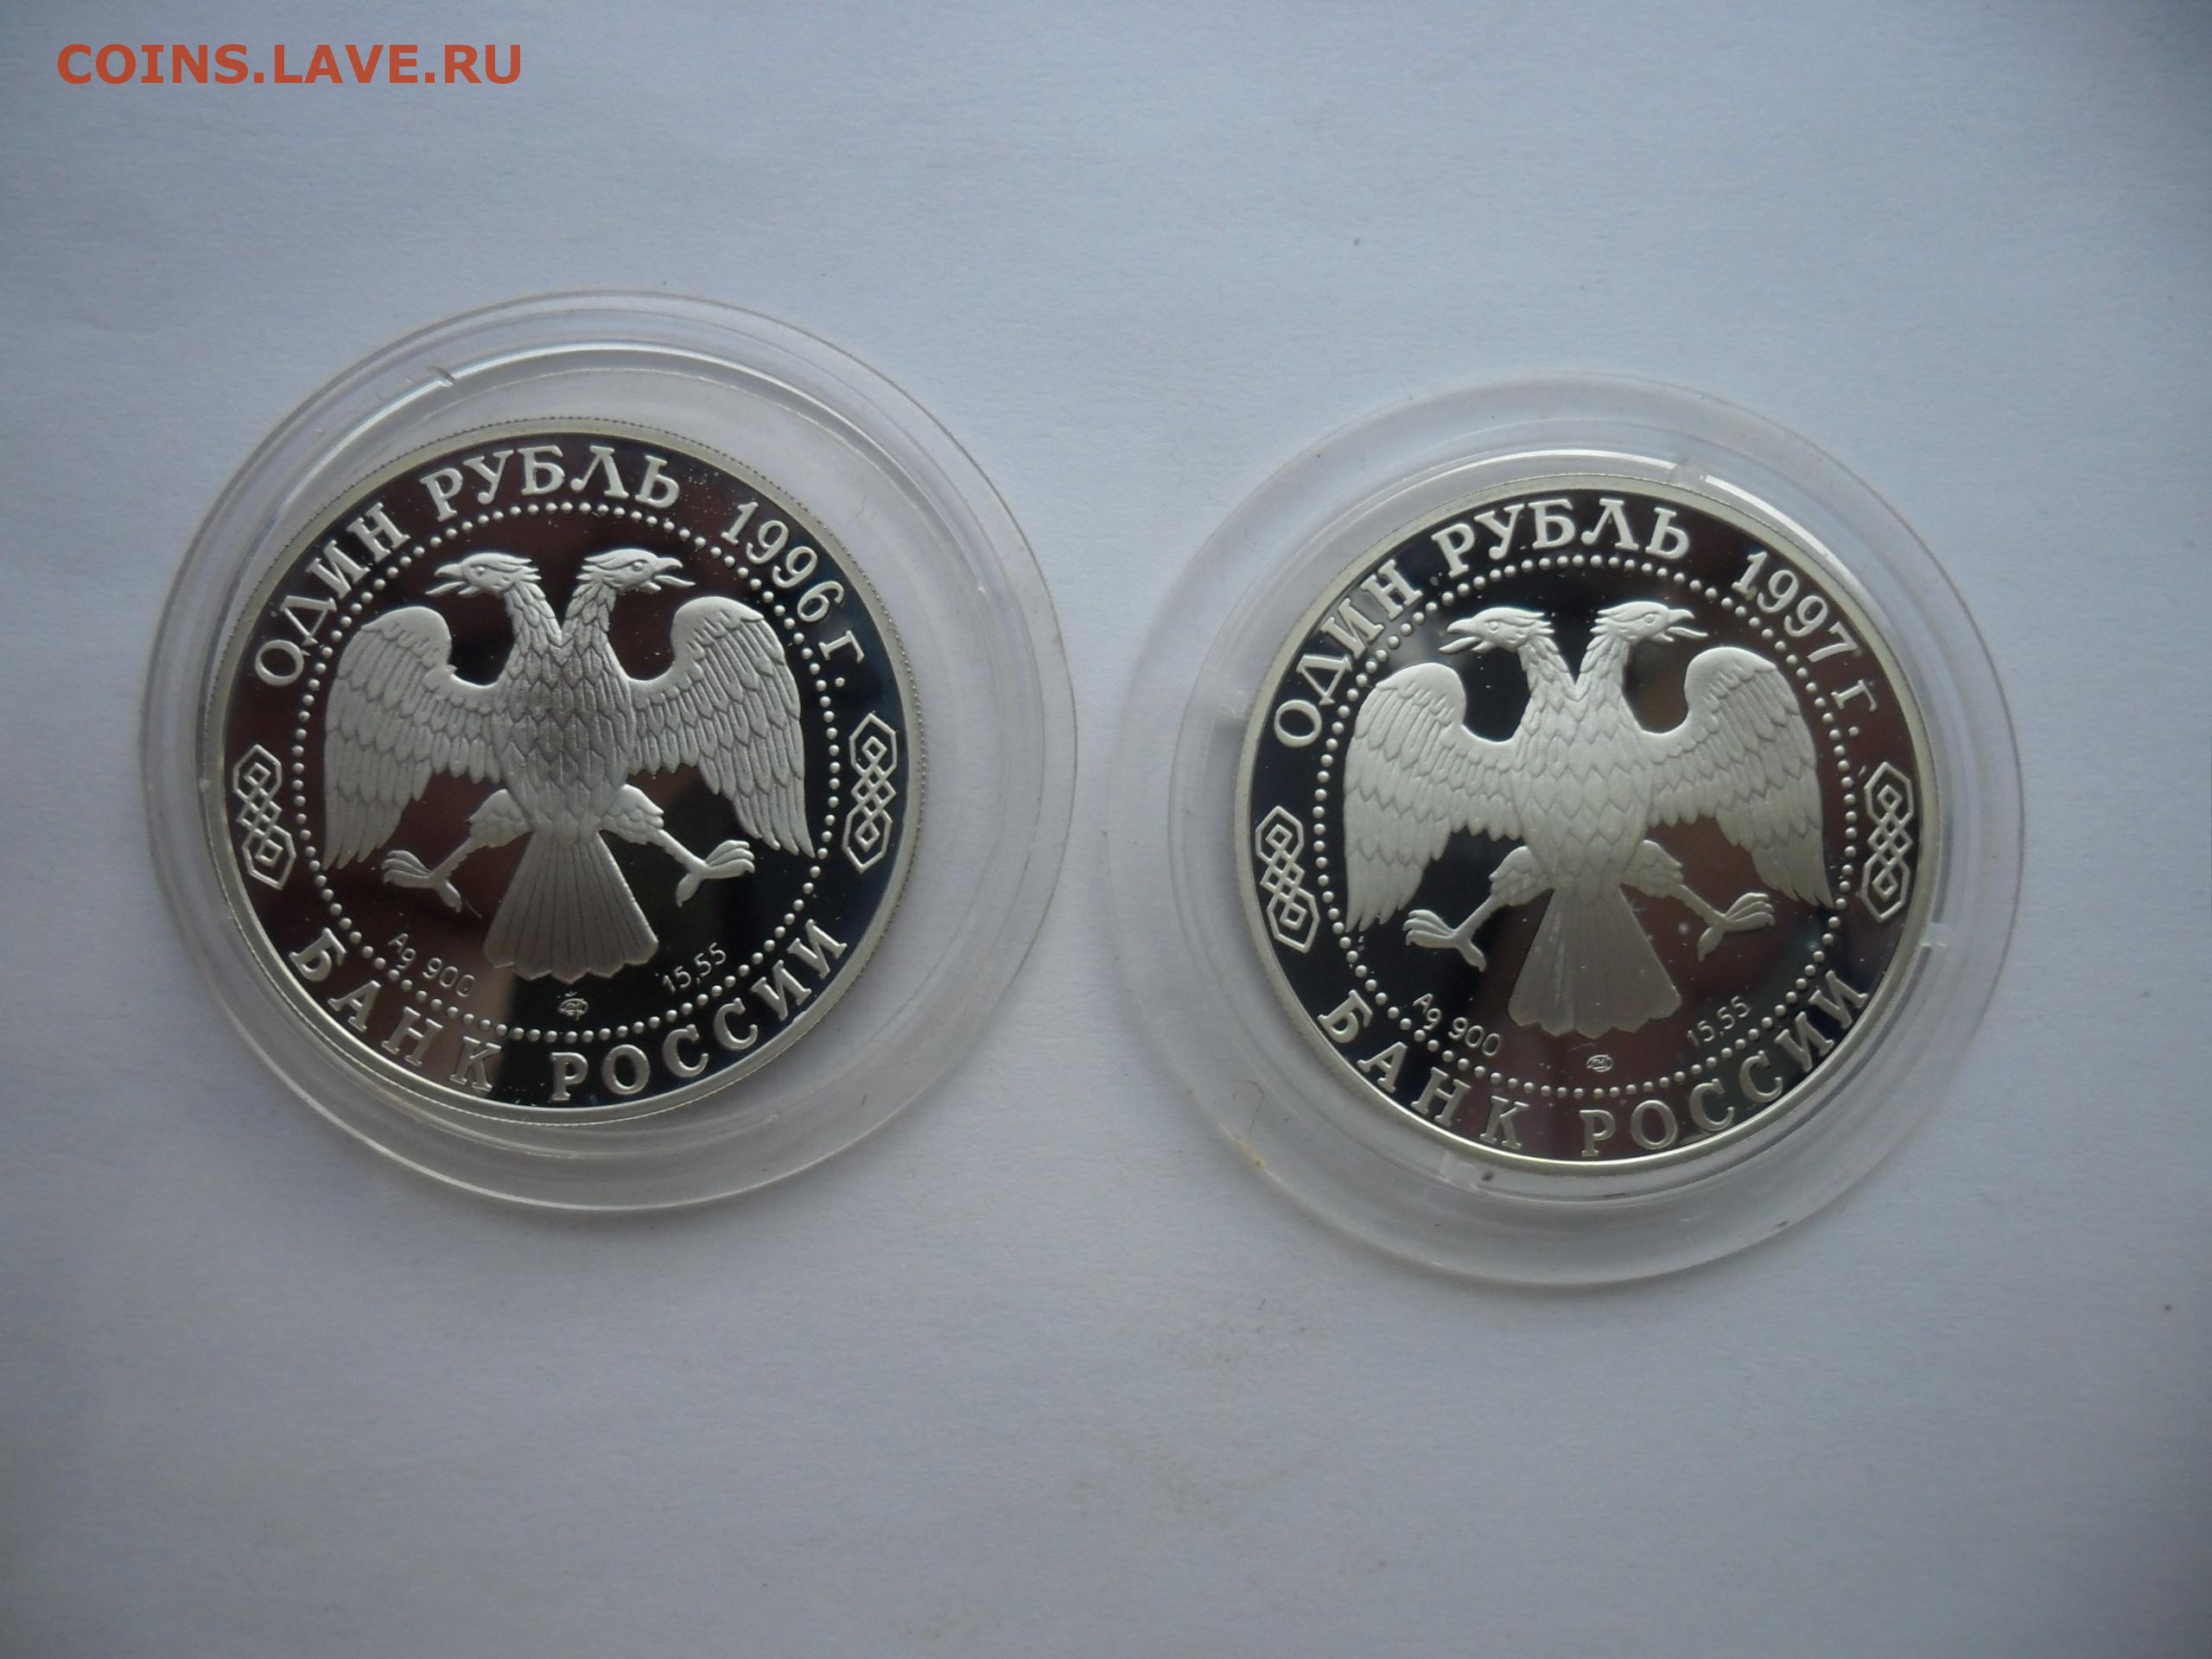 COINS.LAVE.RU
ОДИН РУБЛЬ 1996 г.
Ag 900
15,55
БАНК РОССИИ
ОДИН РУБЛЬ 1997 г.
Ag 900
15,55
БАНК РОССИИ